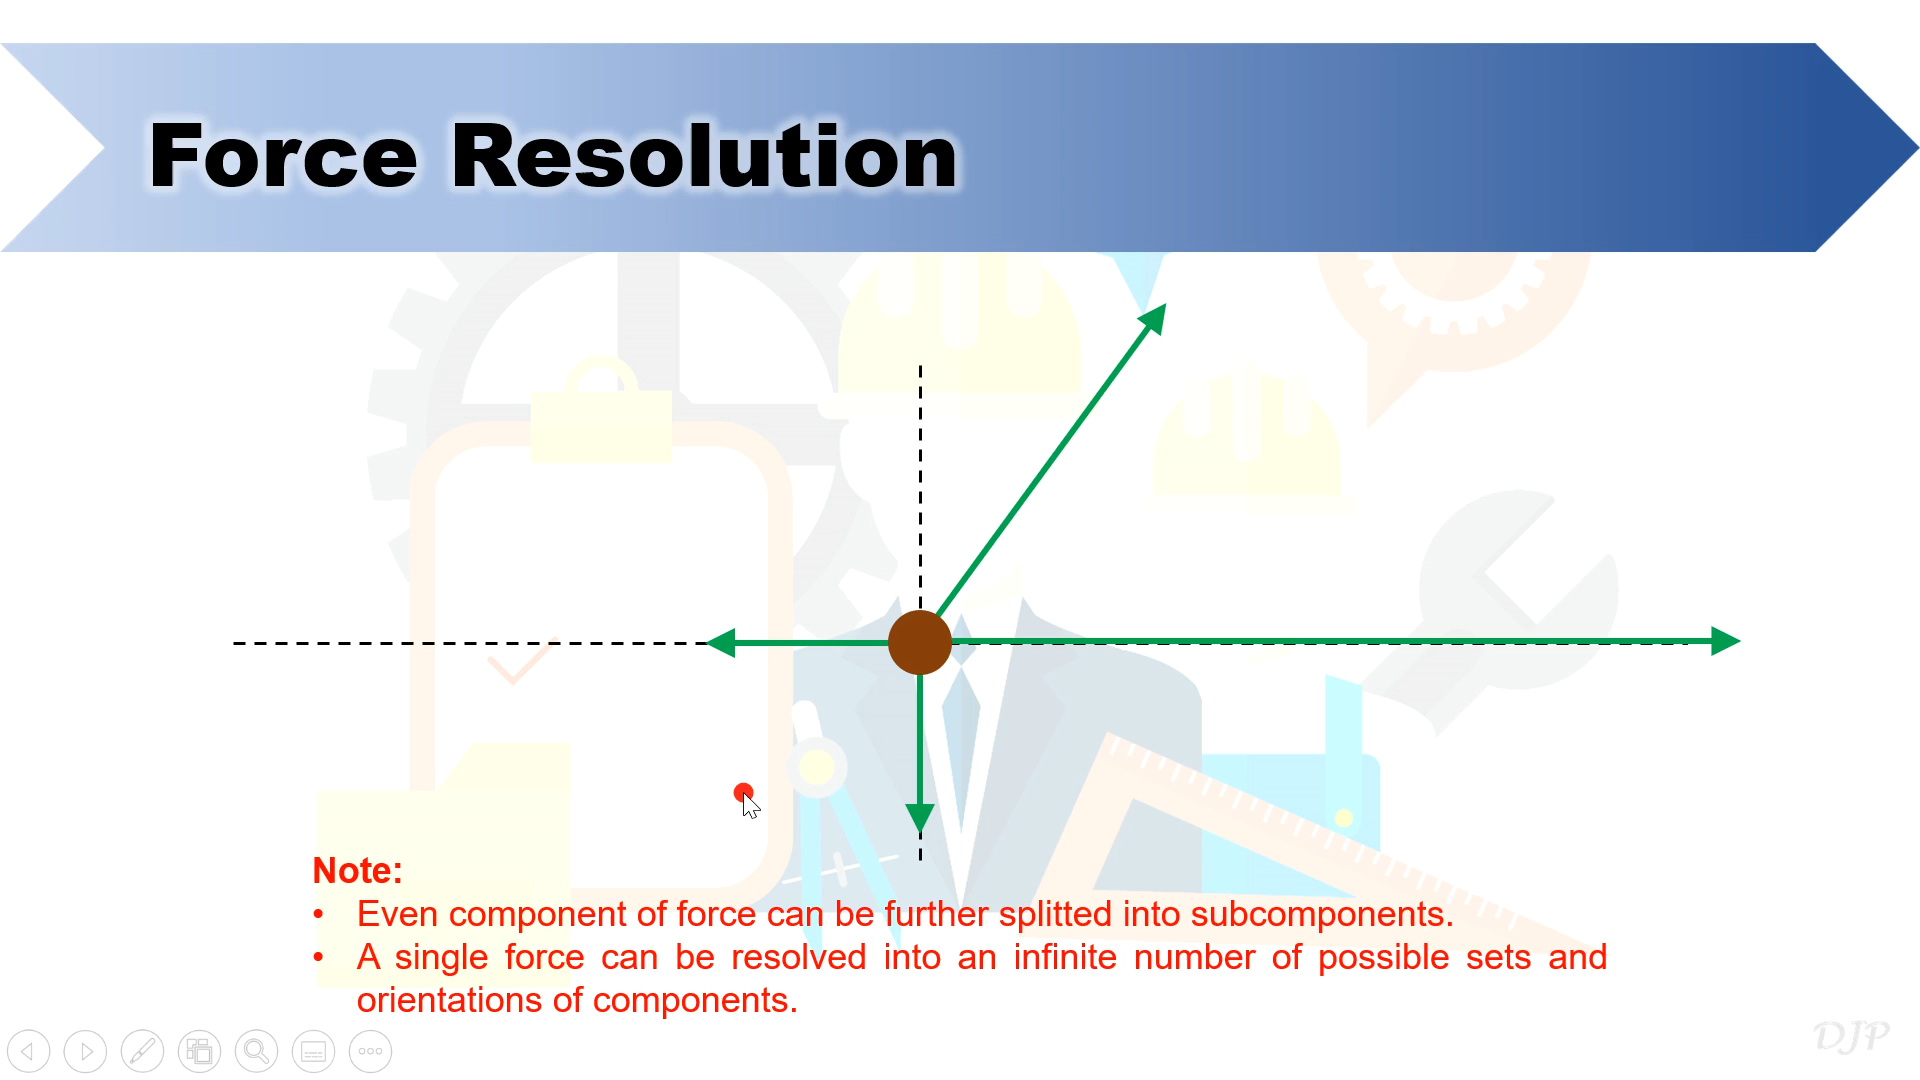 Force Resolution
Note:
• Even component of force can be further splitted into subcomponents.
• A single force can be resolved into an infinite number of possible sets and
orientations of components.
DJP